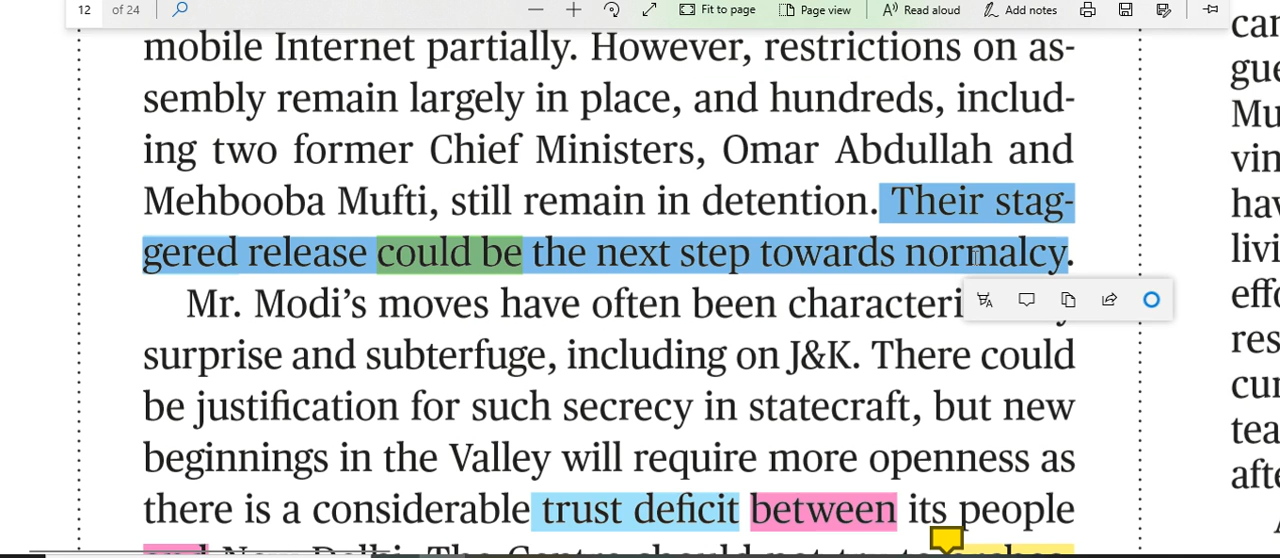 12 of 24 Fit to page Page view Read aloud Add notes
mobile Internet partially. However, restrictions on as-
sembly remain largely in place, and hundreds, includ-
ing two former Chief Ministers, Omar Abdullah and
Mehbooba Mufti, still remain in detention. Their stag-
gered release could be the next step towards normalcy.
Mr. Modi's moves have often been characteri
surprise and subterfuge, including on J&K. There could
be justification for such secrecy in statecraft, but new
beginnings in the Valley will require more openness as
there is a considerable trust deficit between its people